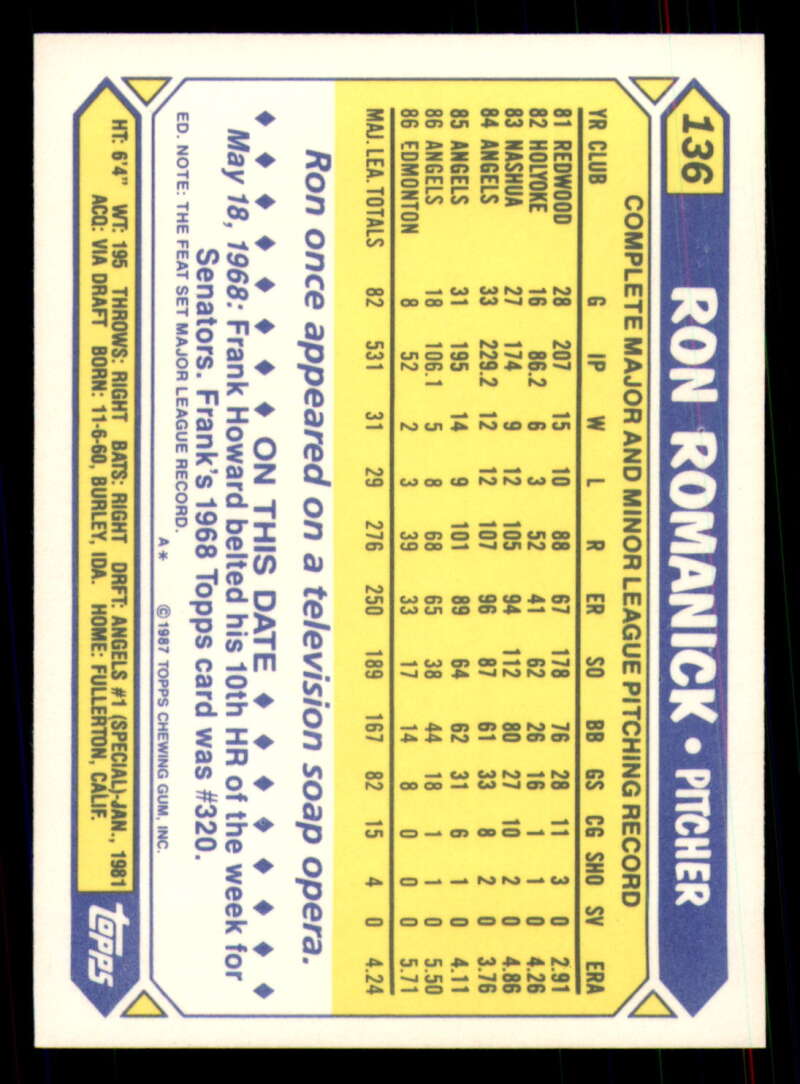 136
RON ROMANICK • PITCHER
COMPLETE MAJOR AND MINOR LEAGUE PITCHING RECORD
YR CLUB G IP W L R ER SO BB GS CG SHO SV ERA
81 REDWOOD 28 207 15 10 88 67 178 76 28 11 3 0 2.91
82 HOLYOKE 16 86.2 6 3 52 41 62 26 16 1 1 0 4.26
83 NASHUA 27 174 9 12 105 94 112 80 27 10 2 0 4.86
84 ANGELS 33 229.2 12 12 107 96 87 61 33 8 2 0 3.76
85 ANGELS 31 195 14 9 101 89 64 62 31 6 1 0 4.11
86 ANGELS 18 106.1 5 8 68 65 38 44 18 1 1 0 5.50
86 EDMONTON 8 52 2 3 39 33 17 14 8 0 0 0 5.71
MAJ. LEA. TOTALS 82 531 31 29 276 250 189 167 82 15 4 0 4.24
Ron once appeared on a television soap opera.
ON THIS DATE
May 18, 1968: Frank Howard belted his 10th HR of the week for
Senators. Frank's 1968 Topps card was #320.
ED. NOTE: THE FEAT SET MAJOR LEAGUE RECORD.
A* ©1987 TOPPS CHEWING GUM, INC.
HT: 6'4" WT: 195 THROWS: RIGHT BATS: RIGHT DRFT: ANGELS #1 (SPECIAL)-JAN., 1981
ACQ: VIA DRAFT BORN: 11-6-60, BURLEY, IDA. HOME: FULLERTON, CALIF.
topps